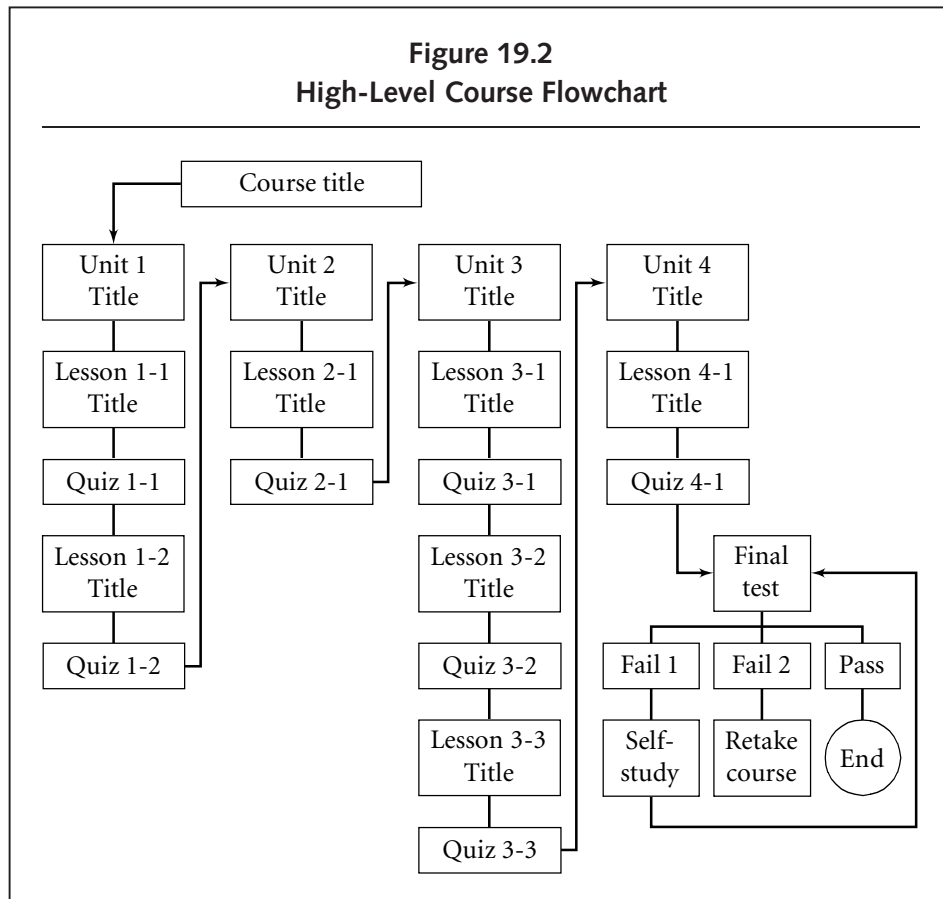 Figure 19.2
High-Level Course Flowchart
Course title
Unit 1
Title
Lesson 1-1
Title
Quiz 1-1
Lesson 1-2
Title
Quiz 1-2
Unit 2
Title
Lesson 2-1
Title
Quiz 2-1
Unit 3
Title
Lesson 3-1
Title
Quiz 3-1
Lesson 3-2
Title
Quiz 3-2
Lesson 3-3
Title
Quiz 3-3
Unit 4
Title
Lesson 4-1
Title
Quiz 4-1
Final
test
Fail 1
Fail 2
Pass
Self-
study
Retake
course
End